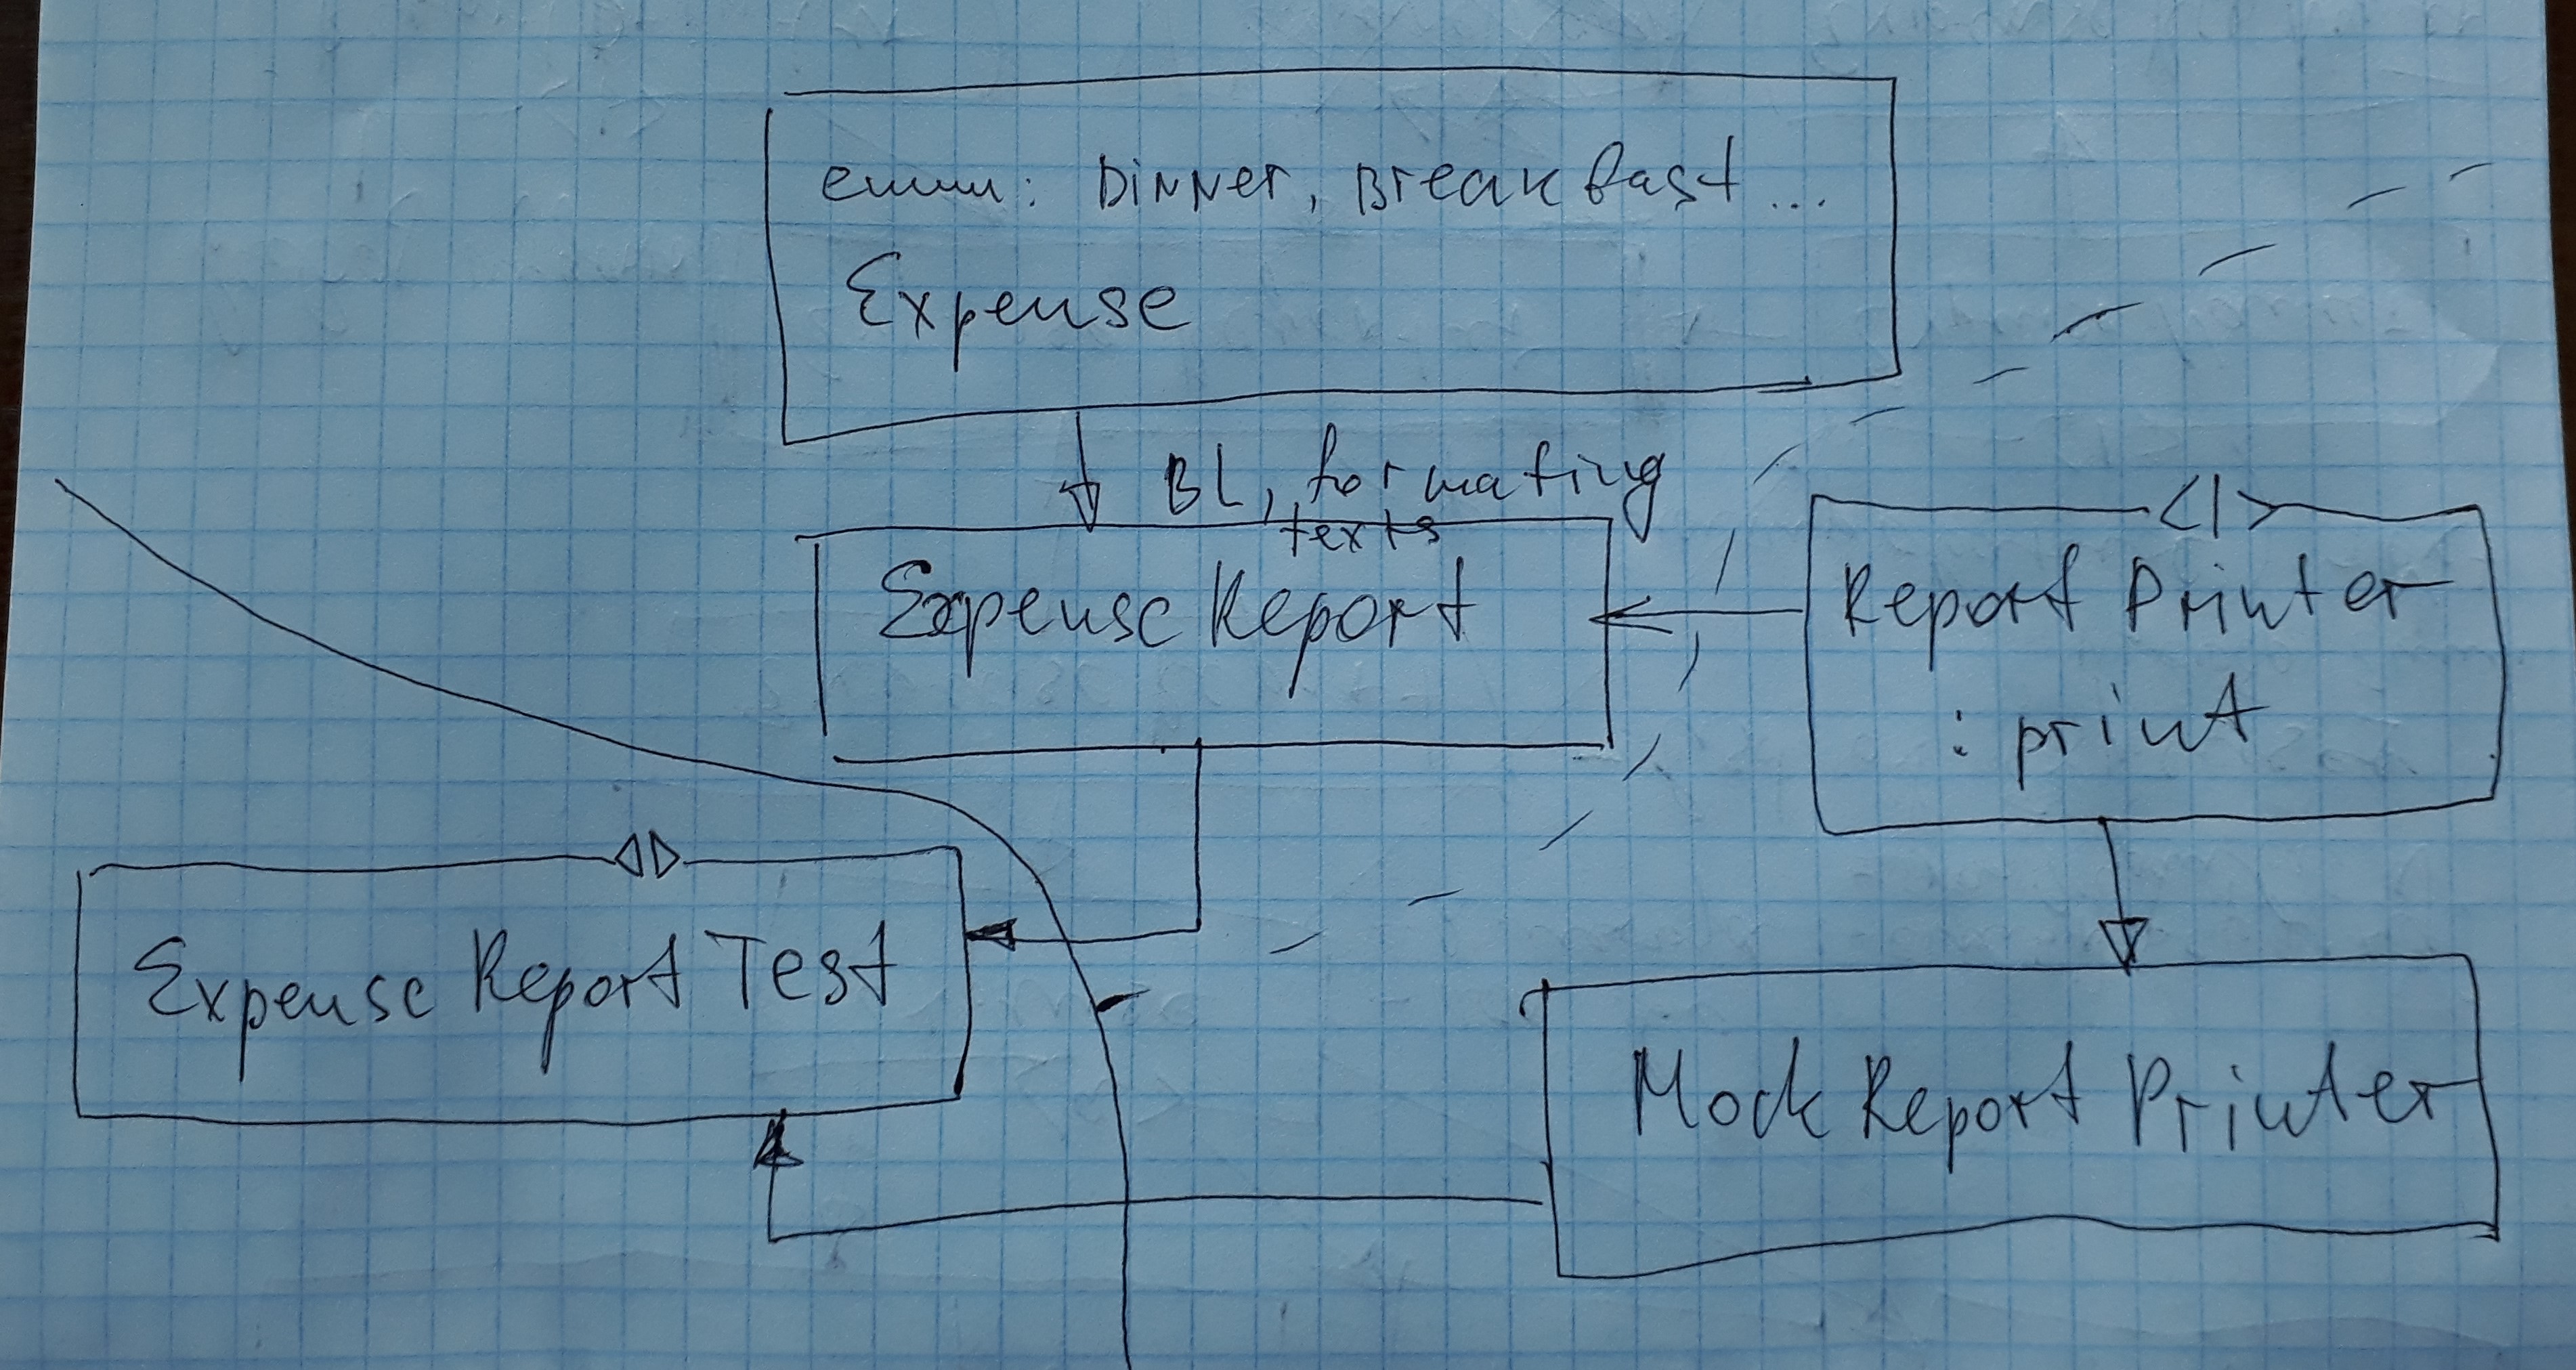 enum: Dinner, Breakfast...
Expense
BL, formating
texts
Expense Report
<I>
Report Printer
: print
Expense Report Test
Mock Report Printer